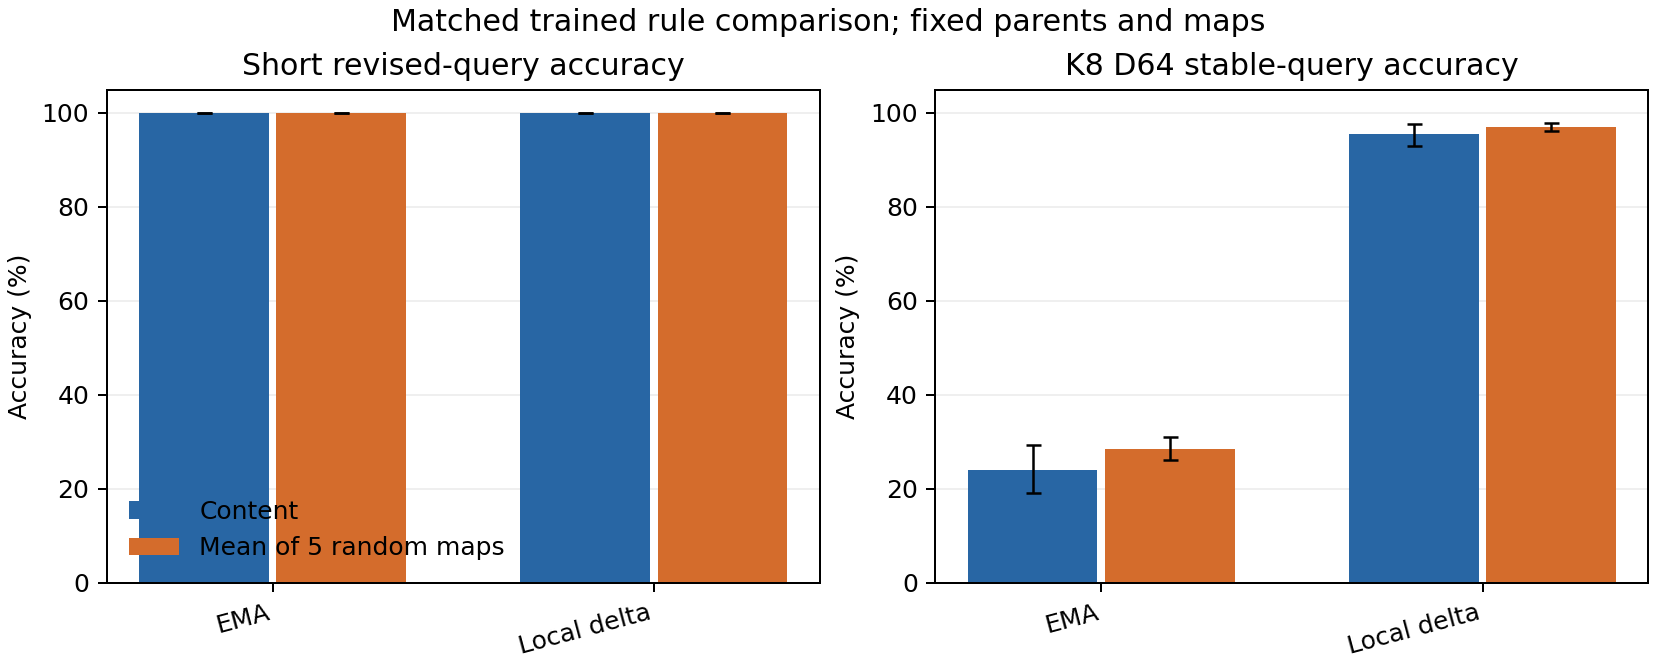 Matched trained rule comparison; fixed parents and maps
Short revised-query accuracy
Accuracy (%)
100
80
60
40
20
0
Content
Mean of 5 random maps
EMA
Local delta
K8 D64 stable-query accuracy
Accuracy (%)
100
80
60
40
20
0
EMA
Local delta